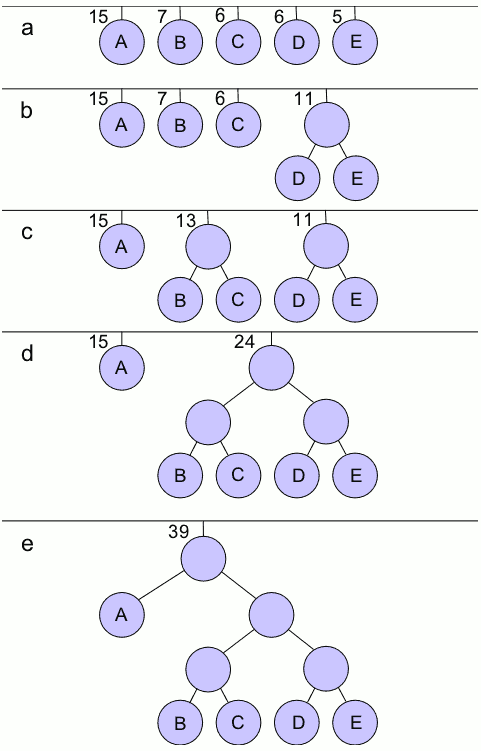 15 7 6 6 5
a A B C D E
15 7 6 11
b A B C
D E
15 13 11
c A
B C D E
15 24
d A
B C D E
39
e
A
B C D E